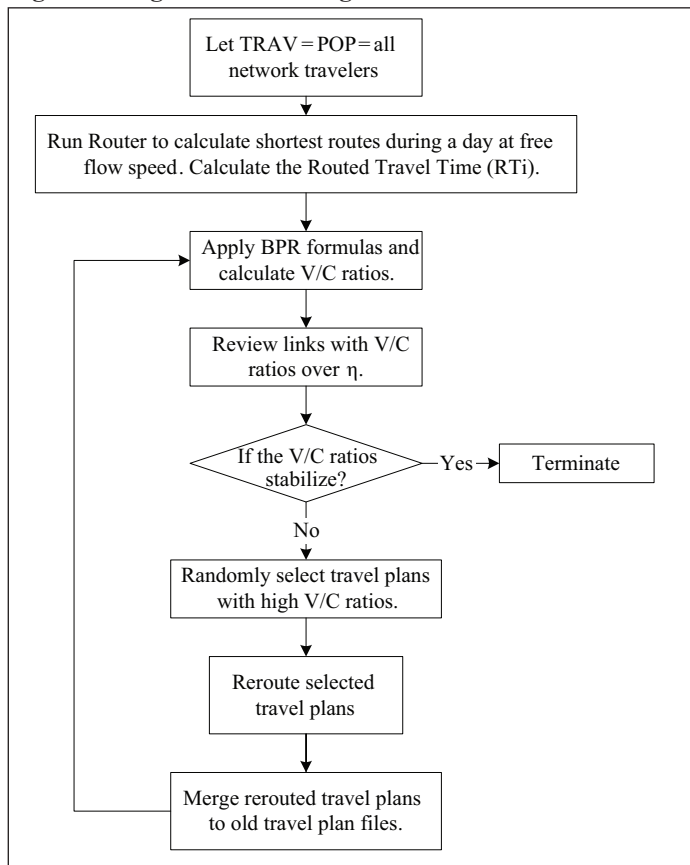 Let TRAV = POP = all
network travelers
Run Router to calculate shortest routes during a day at free
flow speed. Calculate the Routed Travel Time (RTi).
Apply BPR formulas and
calculate V/C ratios.
Review links with V/C
ratios over η.
If the V/C ratios
stabilize?
Yes
Terminate
No
Randomly select travel plans
with high V/C ratios.
Reroute selected
travel plans
Merge rerouted travel plans
to old travel plan files.